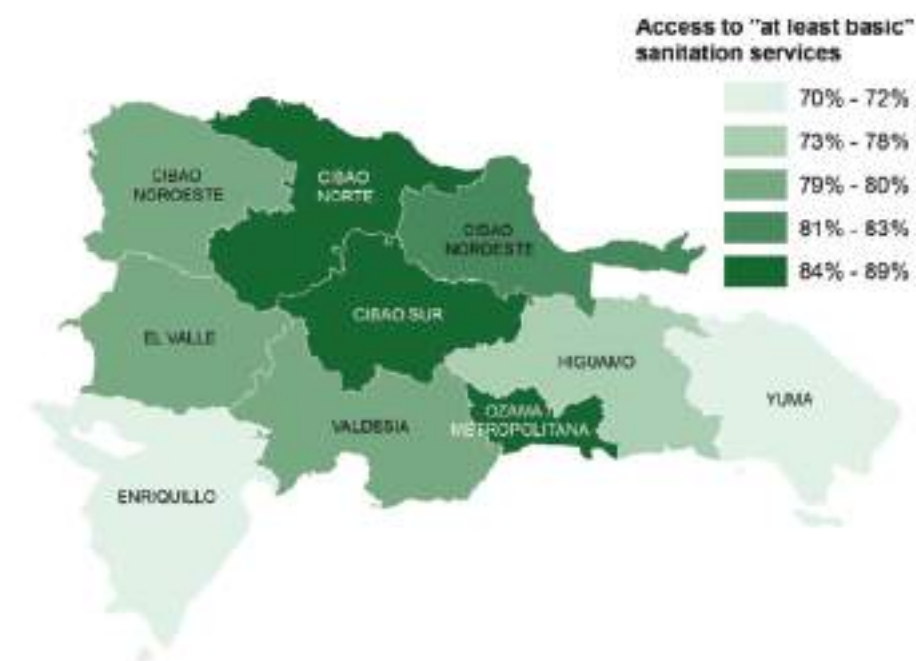 Access to "at least basic"
sanitation services
70% - 72%
73% - 78%
79% - 80%
81% - 83%
84% - 89%
CIBAO
NOROESTE
CIBAO
NORTE
CIBAO
NORDESTE
CIBAO SUR
EL VALLE
HIGUAMO
YUMA
VALDESIA
OZAMA /
METROPOLITANA
ENRIQUILLO